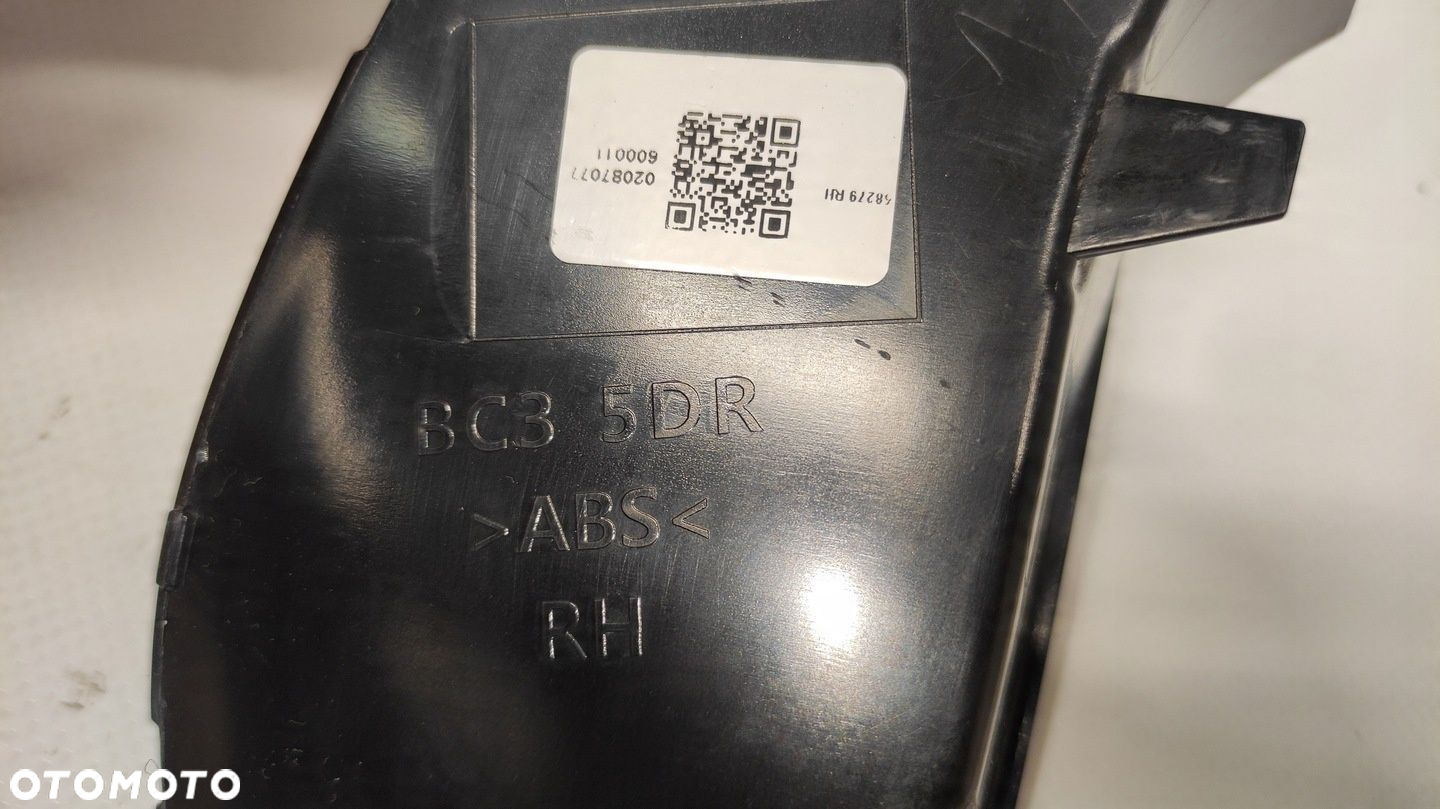 02087077
600011
58279 RH
BC3 5DR
>ABS<
RH
OTOMOTO